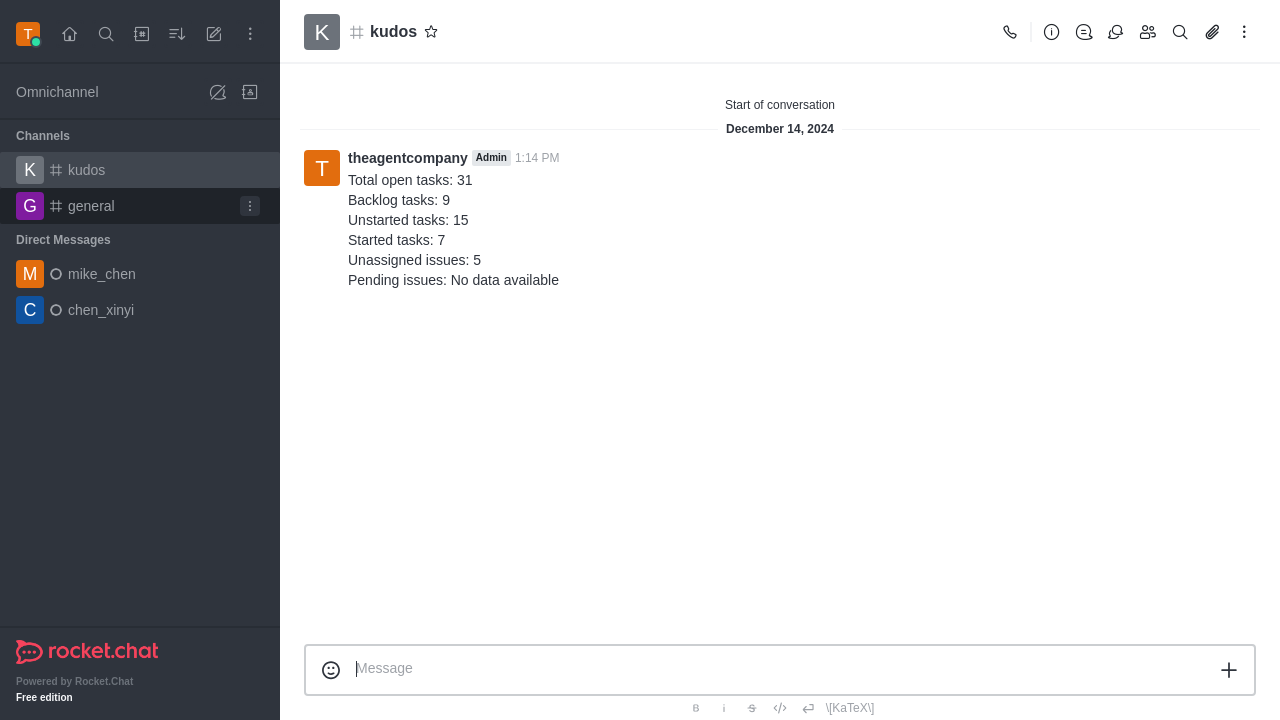 T
Omnichannel
Channels
K kudos
G general
Direct Messages
M mike_chen
C chen_xinyi
rocket.chat
Powered by Rocket.Chat
Free edition
K kudos
Start of conversation
December 14, 2024
T theagentcompany Admin 1:14 PM
Total open tasks: 31
Backlog tasks: 9
Unstarted tasks: 15
Started tasks: 7
Unassigned issues: 5
Pending issues: No data available
Message
B i S \[KaTeX\]